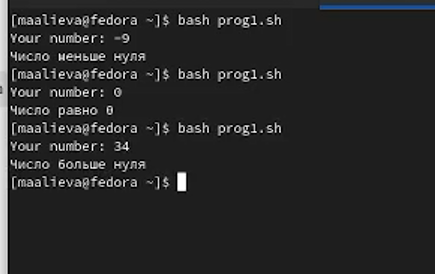 [maalieva@fedora ~]$ bash prog1.sh
Your number: -9
Число меньше нуля
[maalieva@fedora ~]$ bash prog1.sh
Your number: 0
Число равно 0
[maalieva@fedora ~]$ bash prog1.sh
Your number: 34
Число больше нуля
[maalieva@fedora ~]$